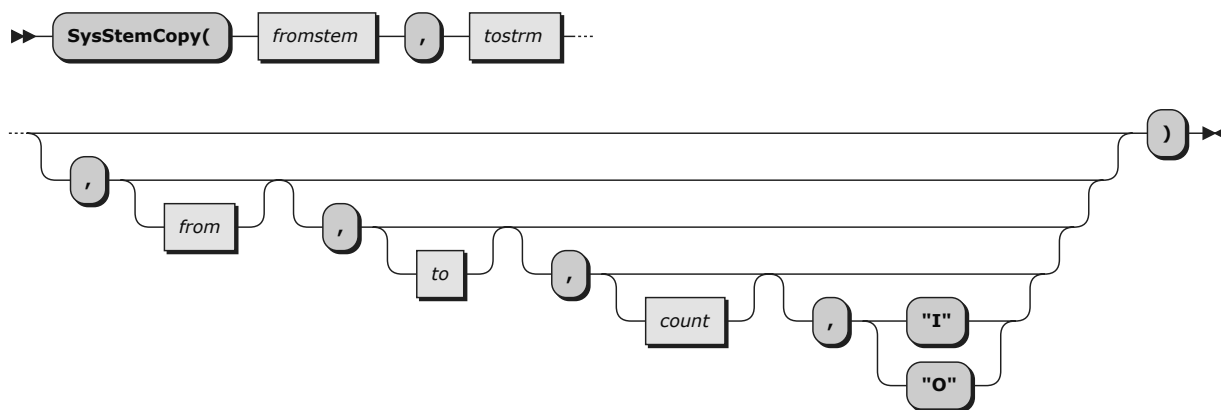 SysStemCopy( fromstem , tostrm
)
,
from ,
to ,
count , "I"
"O"